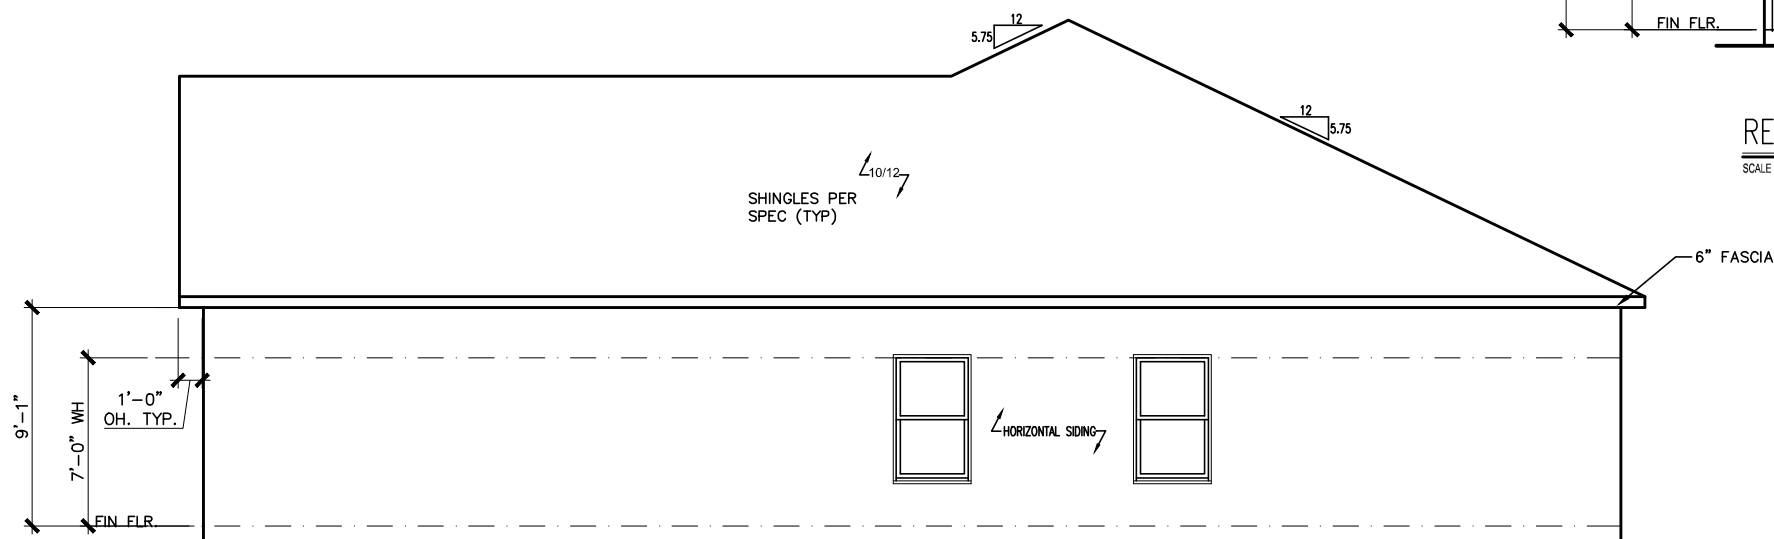 12
5.75
FIN FLR.
12
5.75
RE
SCALE
10/12
SHINGLES PER
SPEC (TYP)
6" FASCIA
9'-1"
7'-0" WH
1'-0"
OH. TYP.
HORIZONTAL SIDING
FIN FLR.